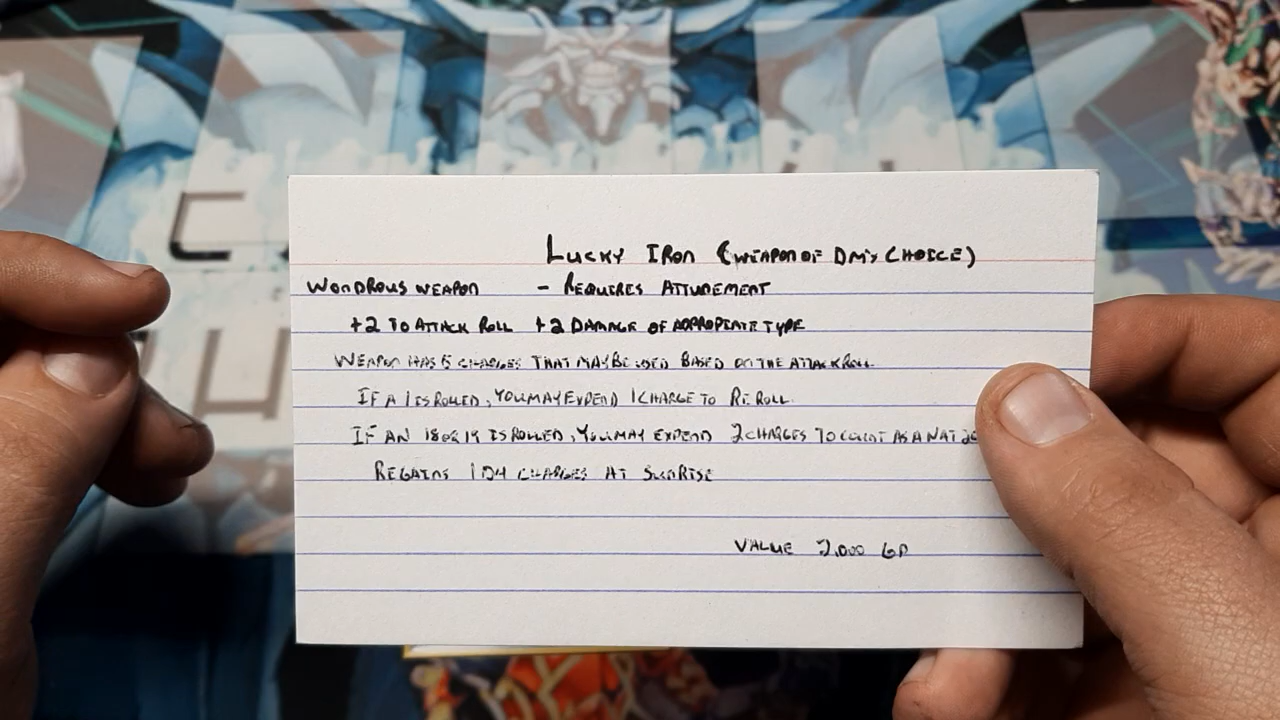 LUCKY IRON (WEAPON OF DM'S CHOICE)
WONDROUS WEAPON - REQUIRES ATTUNEMENT
+2 TO ATTACK ROLL +2 DAMAGE OF APPROPIATE TYPE
WEAPON HAS 5 CHARGES THAT MAY BE USED BASED ON THE ATTACK ROLL.
IF A 1 IS ROLLED, YOU MAY EXPEND 1 CHARGE TO RE ROLL.
IF AN 18 OR 19 IS ROLLED, YOU MAY EXPEND 2 CHARGES TO COUNT AS A NAT 20
REGAINS 1D4 CHARGES AT SUNRISE
VALUE 2,000 GP